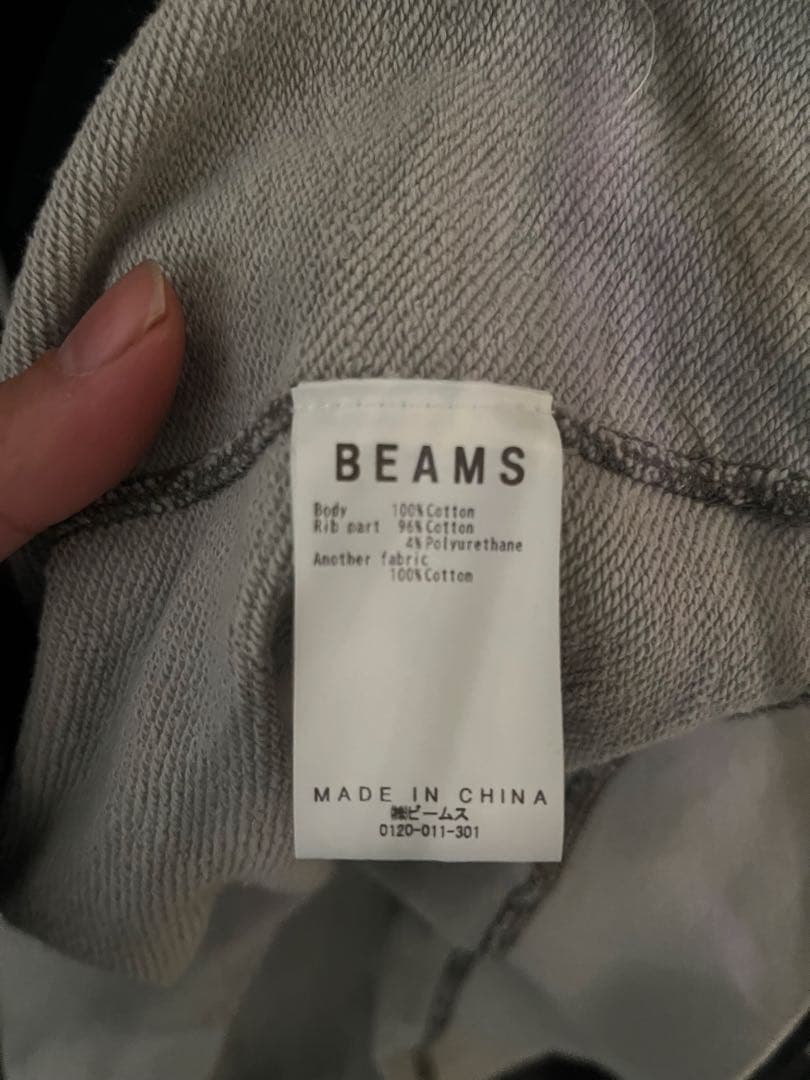 BEAMS
Body 100% Cotton
Rib part 96% Cotton
4% Polyurethane
Another fabric
100% Cotton
MADE IN CHINA
㈱ビームス
0120-011-301